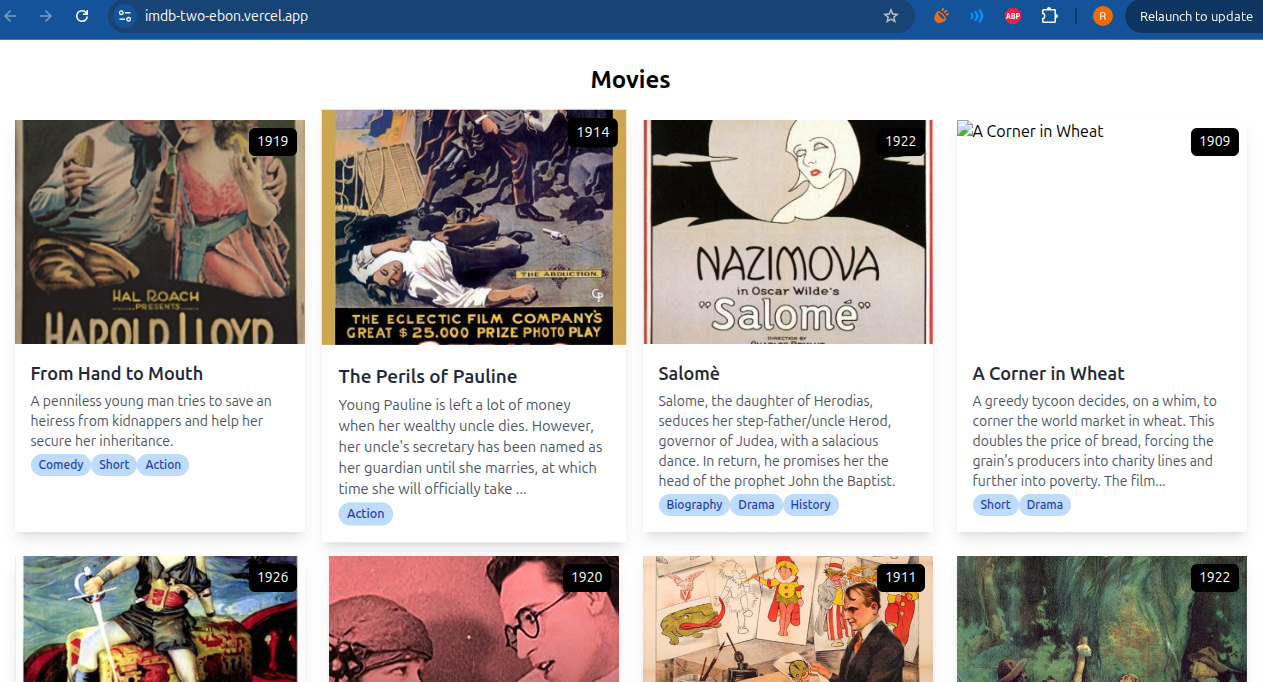 imdb-two-ebon.vercel.app
ABP
R
Relaunch to update
Movies
1919
HAL ROACH
PRESENTS
HAROLD LLOYD
From Hand to Mouth
A penniless young man tries to save an
heiress from kidnappers and help her
secure her inheritance.
Comedy Short Action
1914
THE ABDUCTION.
CP
THE ECLECTIC FILM COMPANY'S
GREAT $25.000 PRIZE PHOTO PLAY
The Perils of Pauline
Young Pauline is left a lot of money
when her wealthy uncle dies. However,
her uncle's secretary has been named as
her guardian until she marries, at which
time she will officially take ...
Action
1922
NAZIMOVA
in Oscar Wilde's
"Salomé"
DIRECTION BY
Salomè
Salome, the daughter of Herodias,
seduces her step-father/uncle Herod,
governor of Judea, with a salacious
dance. In return, he promises her the
head of the prophet John the Baptist.
Biography Drama History
A Corner in Wheat
1909
A Corner in Wheat
A greedy tycoon decides, on a whim, to
corner the world market in wheat. This
doubles the price of bread, forcing the
grain's producers into charity lines and
further into poverty. The film...
Short Drama
1926
1920
1911
1922